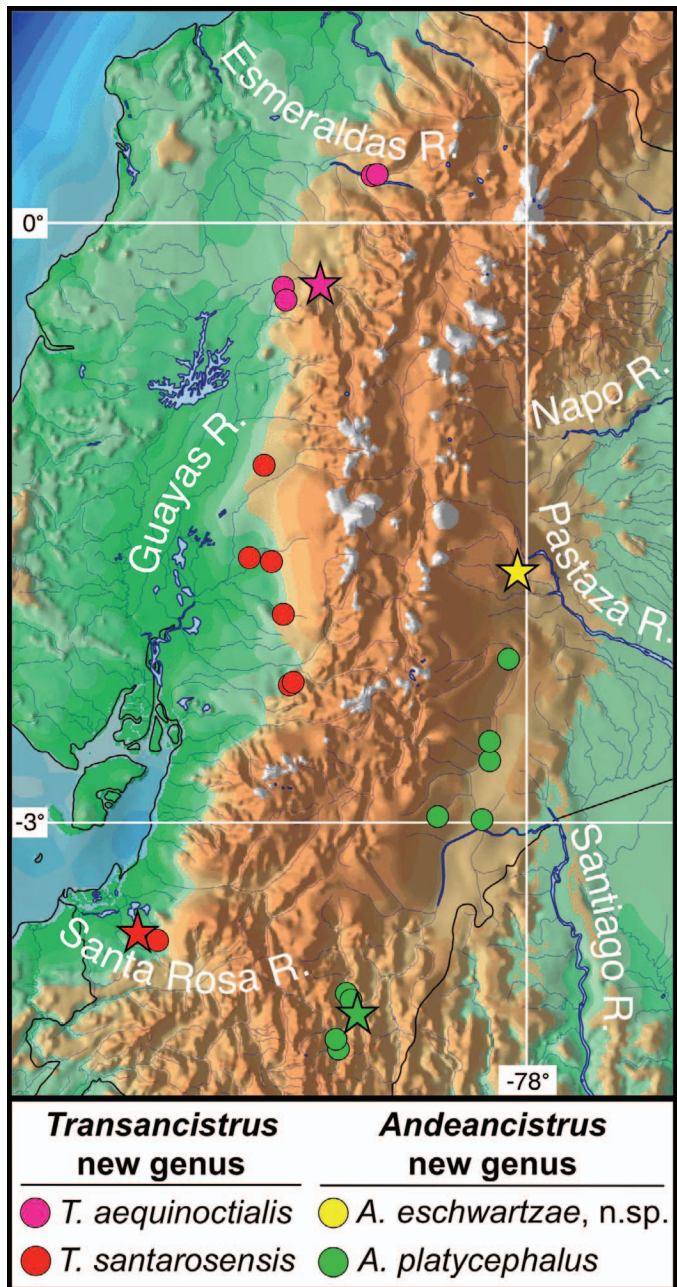 Esmeraldas R.
0°
Napo R.
Guayas R.
Pastaza R.
-3°
Santiago R.
Santa Rosa R.
-78°
Transancistrus
new genus
T. aequinoctialis
T. santarosensis
Andeancistrus
new genus
A. eschwartzae, n.sp.
A. platycephalus